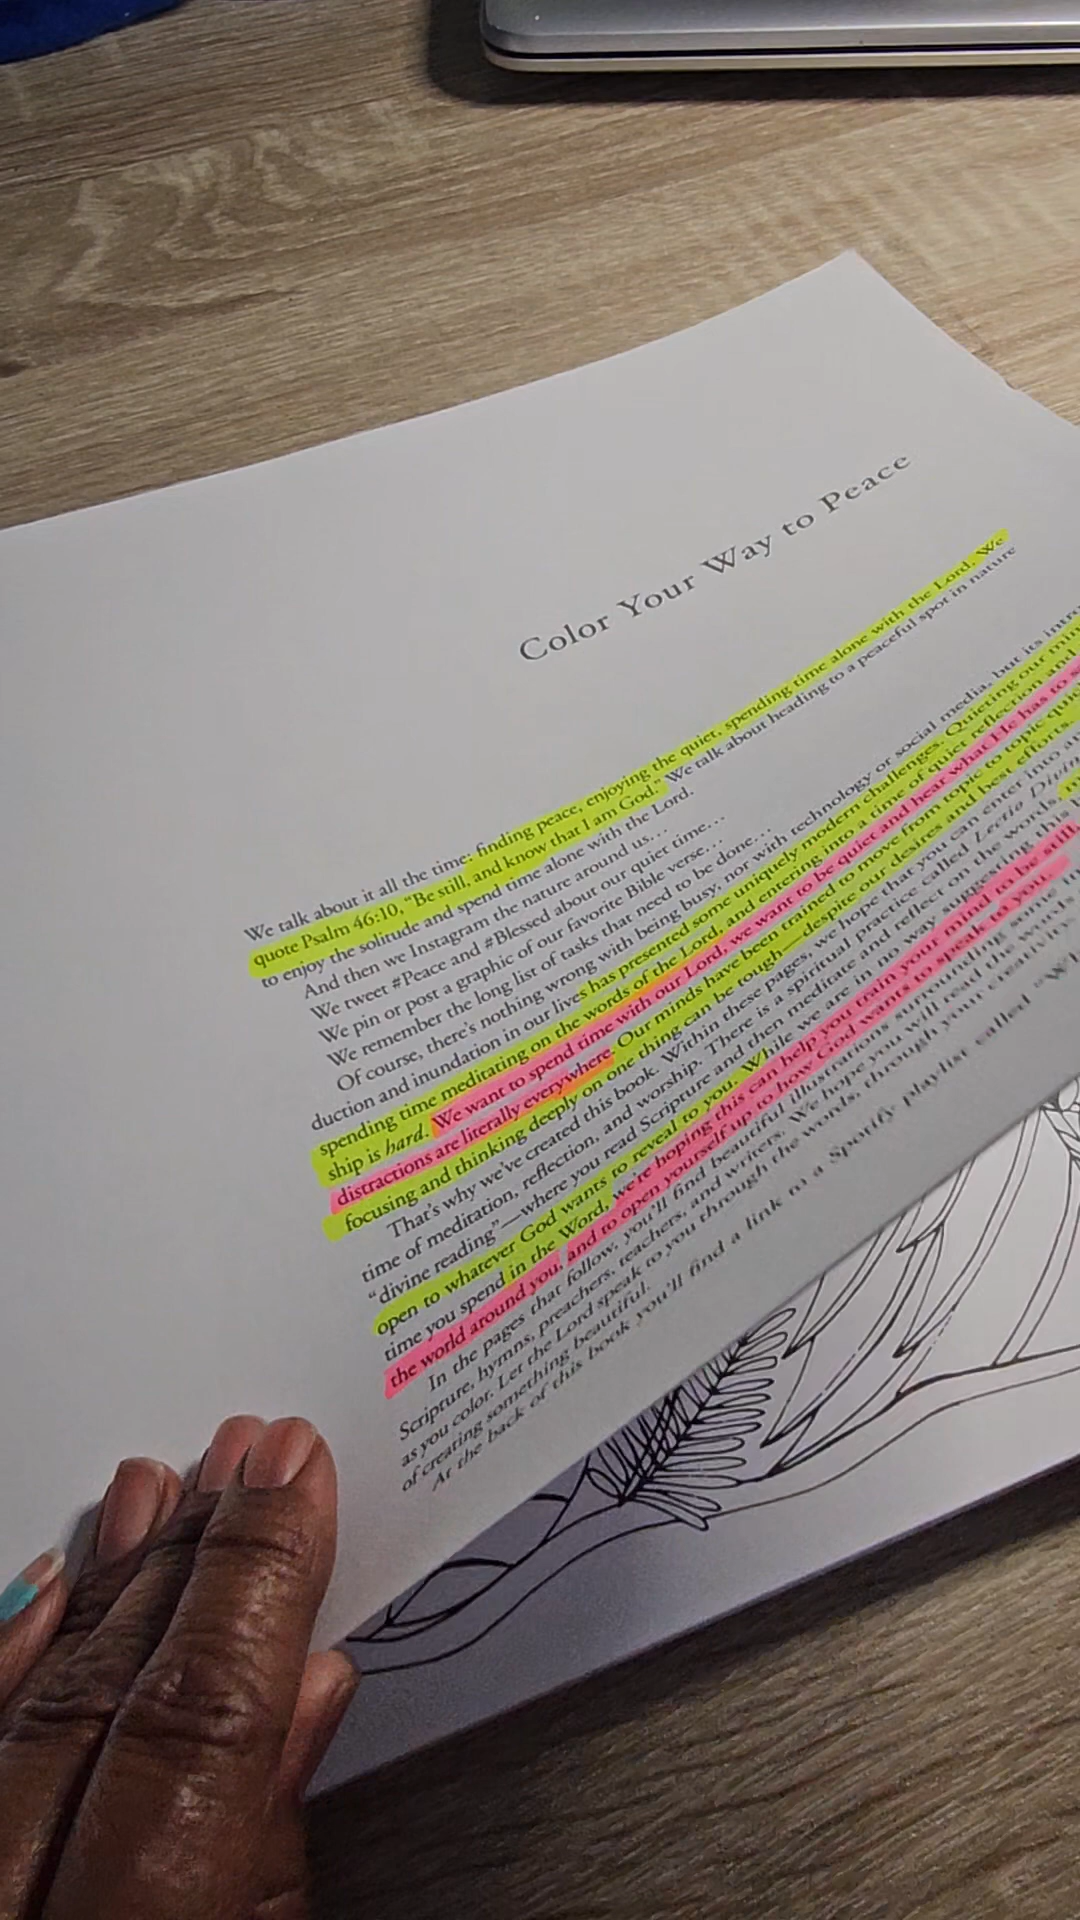 Color Your Way to Peace
We talk about it all the time: finding peace, enjoying the quiet, spending time alone with the Lord. We
quote Psalm 46:10, “Be still, and know that I am God.” We talk about heading to a peaceful spot in nature
to enjoy the solitude and spend time alone with the Lord.
And then we Instagram the nature around us…
We tweet #Peace and #Blessed about our quiet time…
We pin or post a graphic of our favorite Bible verse…
We remember the long list of tasks that need to be done…
Of course, there’s nothing wrong with being busy, nor with technology or social media, but its intro
duction and inundation in our lives has presented some uniquely modern challenges. Quieting our
spending time meditating on the words of the Lord, and entering into a time of quiet reflection and
ship is hard. We want to spend time with our Lord, we want to be quiet and hear what He has to
distractions are literally everywhere. Our minds have been trained to move from topic to topic
focusing and thinking deeply on one thing can be tough—despite our desires and best efforts.
That’s why we’ve created this book. Within these pages, we hope that you can enter into
time of meditation, reflection, and worship. There is a spiritual practice called Lectio
“divine reading”—where you read Scripture and then meditate and reflect on the words,
open to whatever God wants to reveal to you. While we are in no way suggesting this
time you spend in the Word, we’re hoping this can help you train your mind to be still,
the world around you, and to open yourself up to how God wants to speak to you.
In the pages that follow, you’ll find beautiful illustrations surrounding some
Scripture, hymns, preachers, teachers, and writers. We hope you will read the
as you color. Let the Lord speak to you through the words, through your
of creating something beautiful.
At the back of this book you’ll find a link to a Spotify playlist called